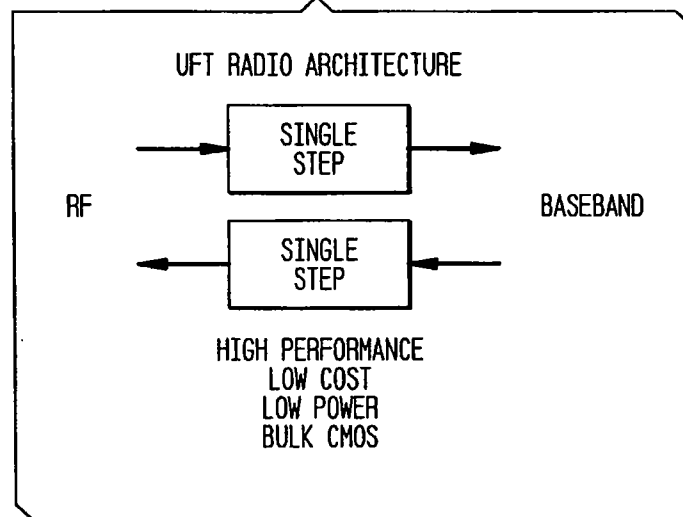 UFT RADIO ARCHITECTURE
SINGLE
STEP
RF
BASEBAND
SINGLE
STEP
HIGH PERFORMANCE
LOW COST
LOW POWER
BULK CMOS